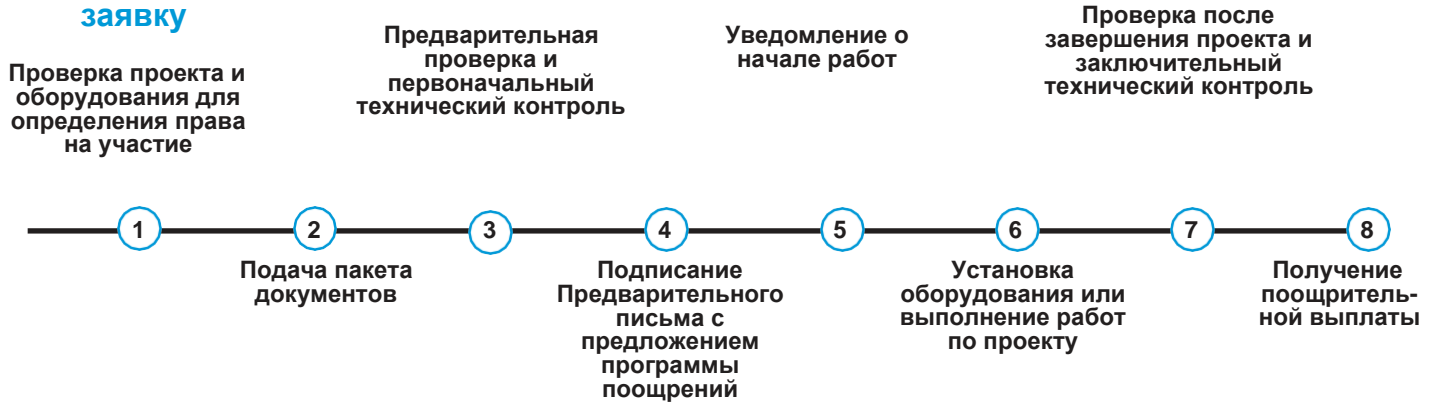 заявку
Проверка проекта и
оборудования для
определения права
на участие
Предварительная
проверка и
первоначальный
технический контроль
Уведомление о
начале работ
Проверка после
завершения проекта и
заключительный
технический контроль
1
2
3
4
5
6
7
8
Подача пакета
документов
Подписание
Предварительного
письма с
предложением
программы
поощрений
Установка
оборудования или
выполнение работ
по проекту
Получение
поощритель-
ной выплаты